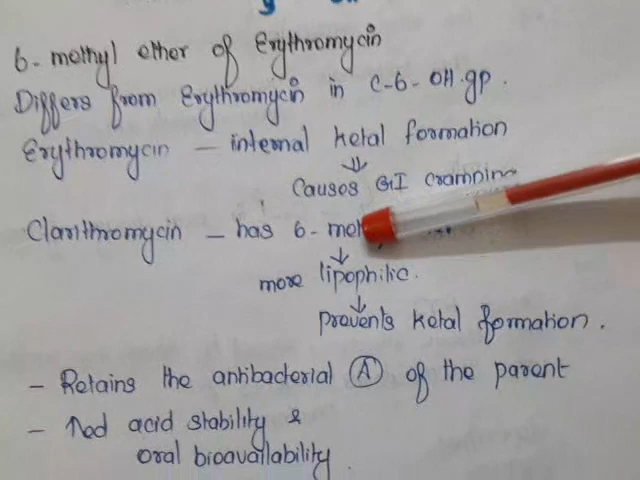 6- methyl ether of Erythromycin
Differs from Erythromycin in C-6-OH gp.
Erythromycin – internal ketal formation
⇓
Causes GI cramping
Clarithromycin – has 6-
↓
more lipophilic.
↓
prevents ketal formation.
– Retains the antibacterial Ⓐ of the parent
– ↑ed acid stability &
oral bioavailability.